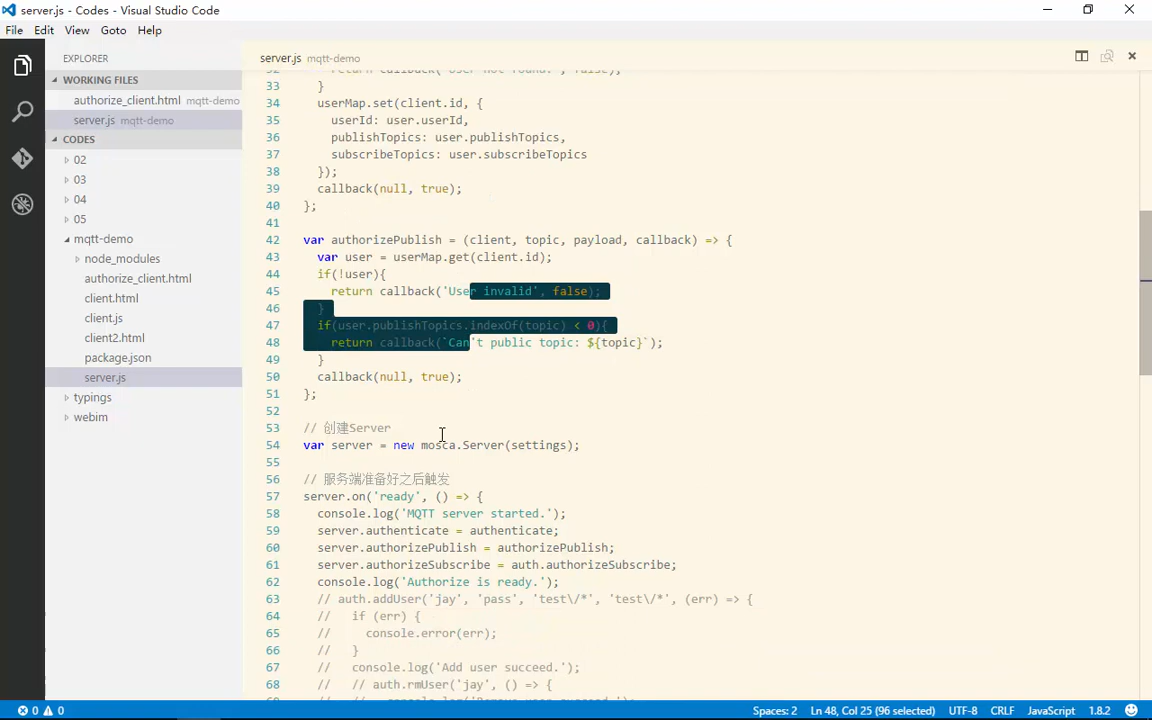 server.js - Codes - Visual Studio Code
File Edit View Goto Help
EXPLORER
WORKING FILES
authorize_client.html mqtt-demo
server.js mqtt-demo
CODES
02
03
04
05
mqtt-demo
node_modules
authorize_client.html
client.html
client.js
client2.html
package.json
server.js
typings
webim
server.js mqtt-demo
33 }
34 userMap.set(client.id, {
35 userId: user.userId,
36 publishTopics: user.publishTopics,
37 subscribeTopics: user.subscribeTopics
38 });
39 callback(null, true);
40 };
41
42 var authorizePublish = (client, topic, payload, callback) => {
43 var user = userMap.get(client.id);
44 if(!user){
45 return callback('User invalid', false);
46 }
47 if(user.publishTopics.indexOf(topic) < 0){
48 return callback(`Can't public topic: ${topic}`);
49 }
50 callback(null, true);
51 };
52
53 // 创建Server
54 var server = new mosca.Server(settings);
55
56 // 服务端准备好之后触发
57 server.on('ready', () => {
58 console.log('MQTT server started.');
59 server.authenticate = authenticate;
60 server.authorizePublish = authorizePublish;
61 server.authorizeSubscribe = auth.authorizeSubscribe;
62 console.log('Authorize is ready.');
63 // auth.addUser('jay', 'pass', 'test\/*', 'test\/*', (err) => {
64 // if (err) {
65 // console.error(err);
66 // }
67 // console.log('Add user succeed.');
68 // // auth.rmUser('jay', () => {
0 0
Spaces: 2 Ln 48, Col 25 (96 selected) UTF-8 CRLF JavaScript 1.8.2